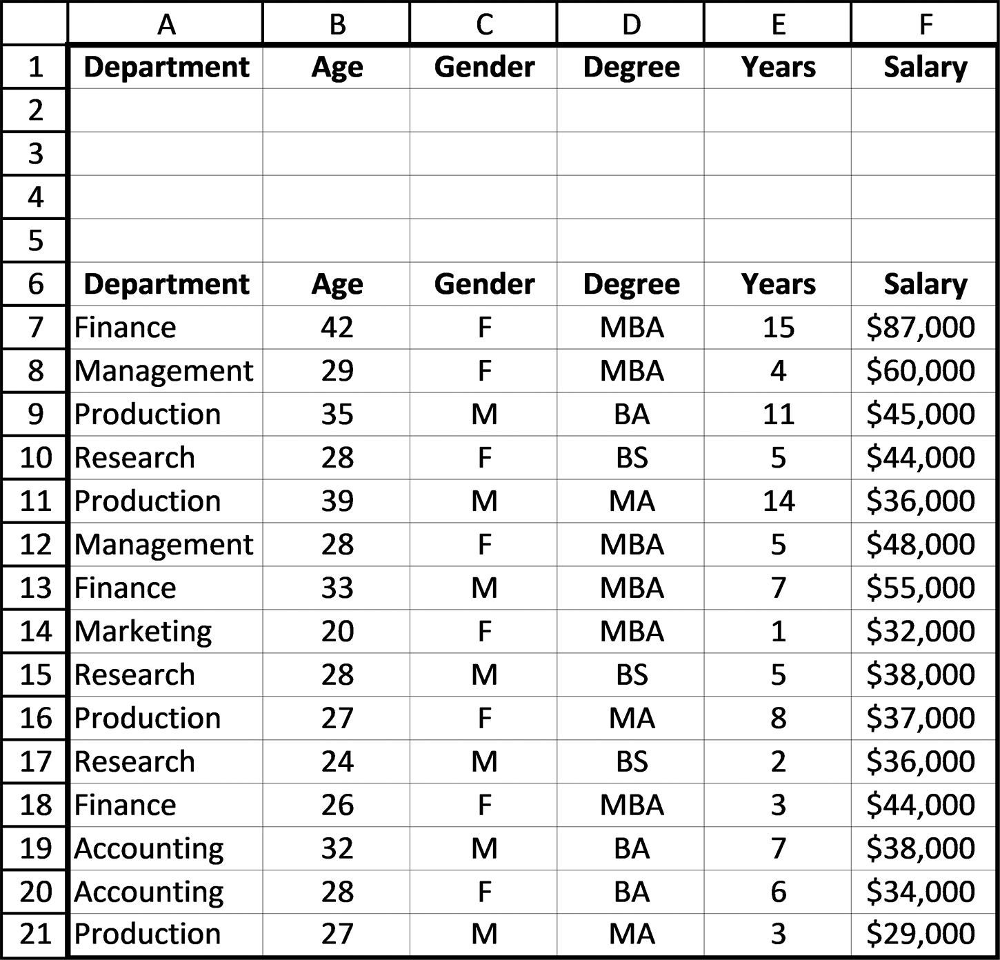 A B C D E F
1 Department Age Gender Degree Years Salary
2
3
4
5
6 Department Age Gender Degree Years Salary
7 Finance 42 F MBA 15 $87,000
8 Management 29 F MBA 4 $60,000
9 Production 35 M BA 11 $45,000
10 Research 28 F BS 5 $44,000
11 Production 39 M MA 14 $36,000
12 Management 28 F MBA 5 $48,000
13 Finance 33 M MBA 7 $55,000
14 Marketing 20 F MBA 1 $32,000
15 Research 28 M BS 5 $38,000
16 Production 27 F MA 8 $37,000
17 Research 24 M BS 2 $36,000
18 Finance 26 F MBA 3 $44,000
19 Accounting 32 M BA 7 $38,000
20 Accounting 28 F BA 6 $34,000
21 Production 27 M MA 3 $29,000